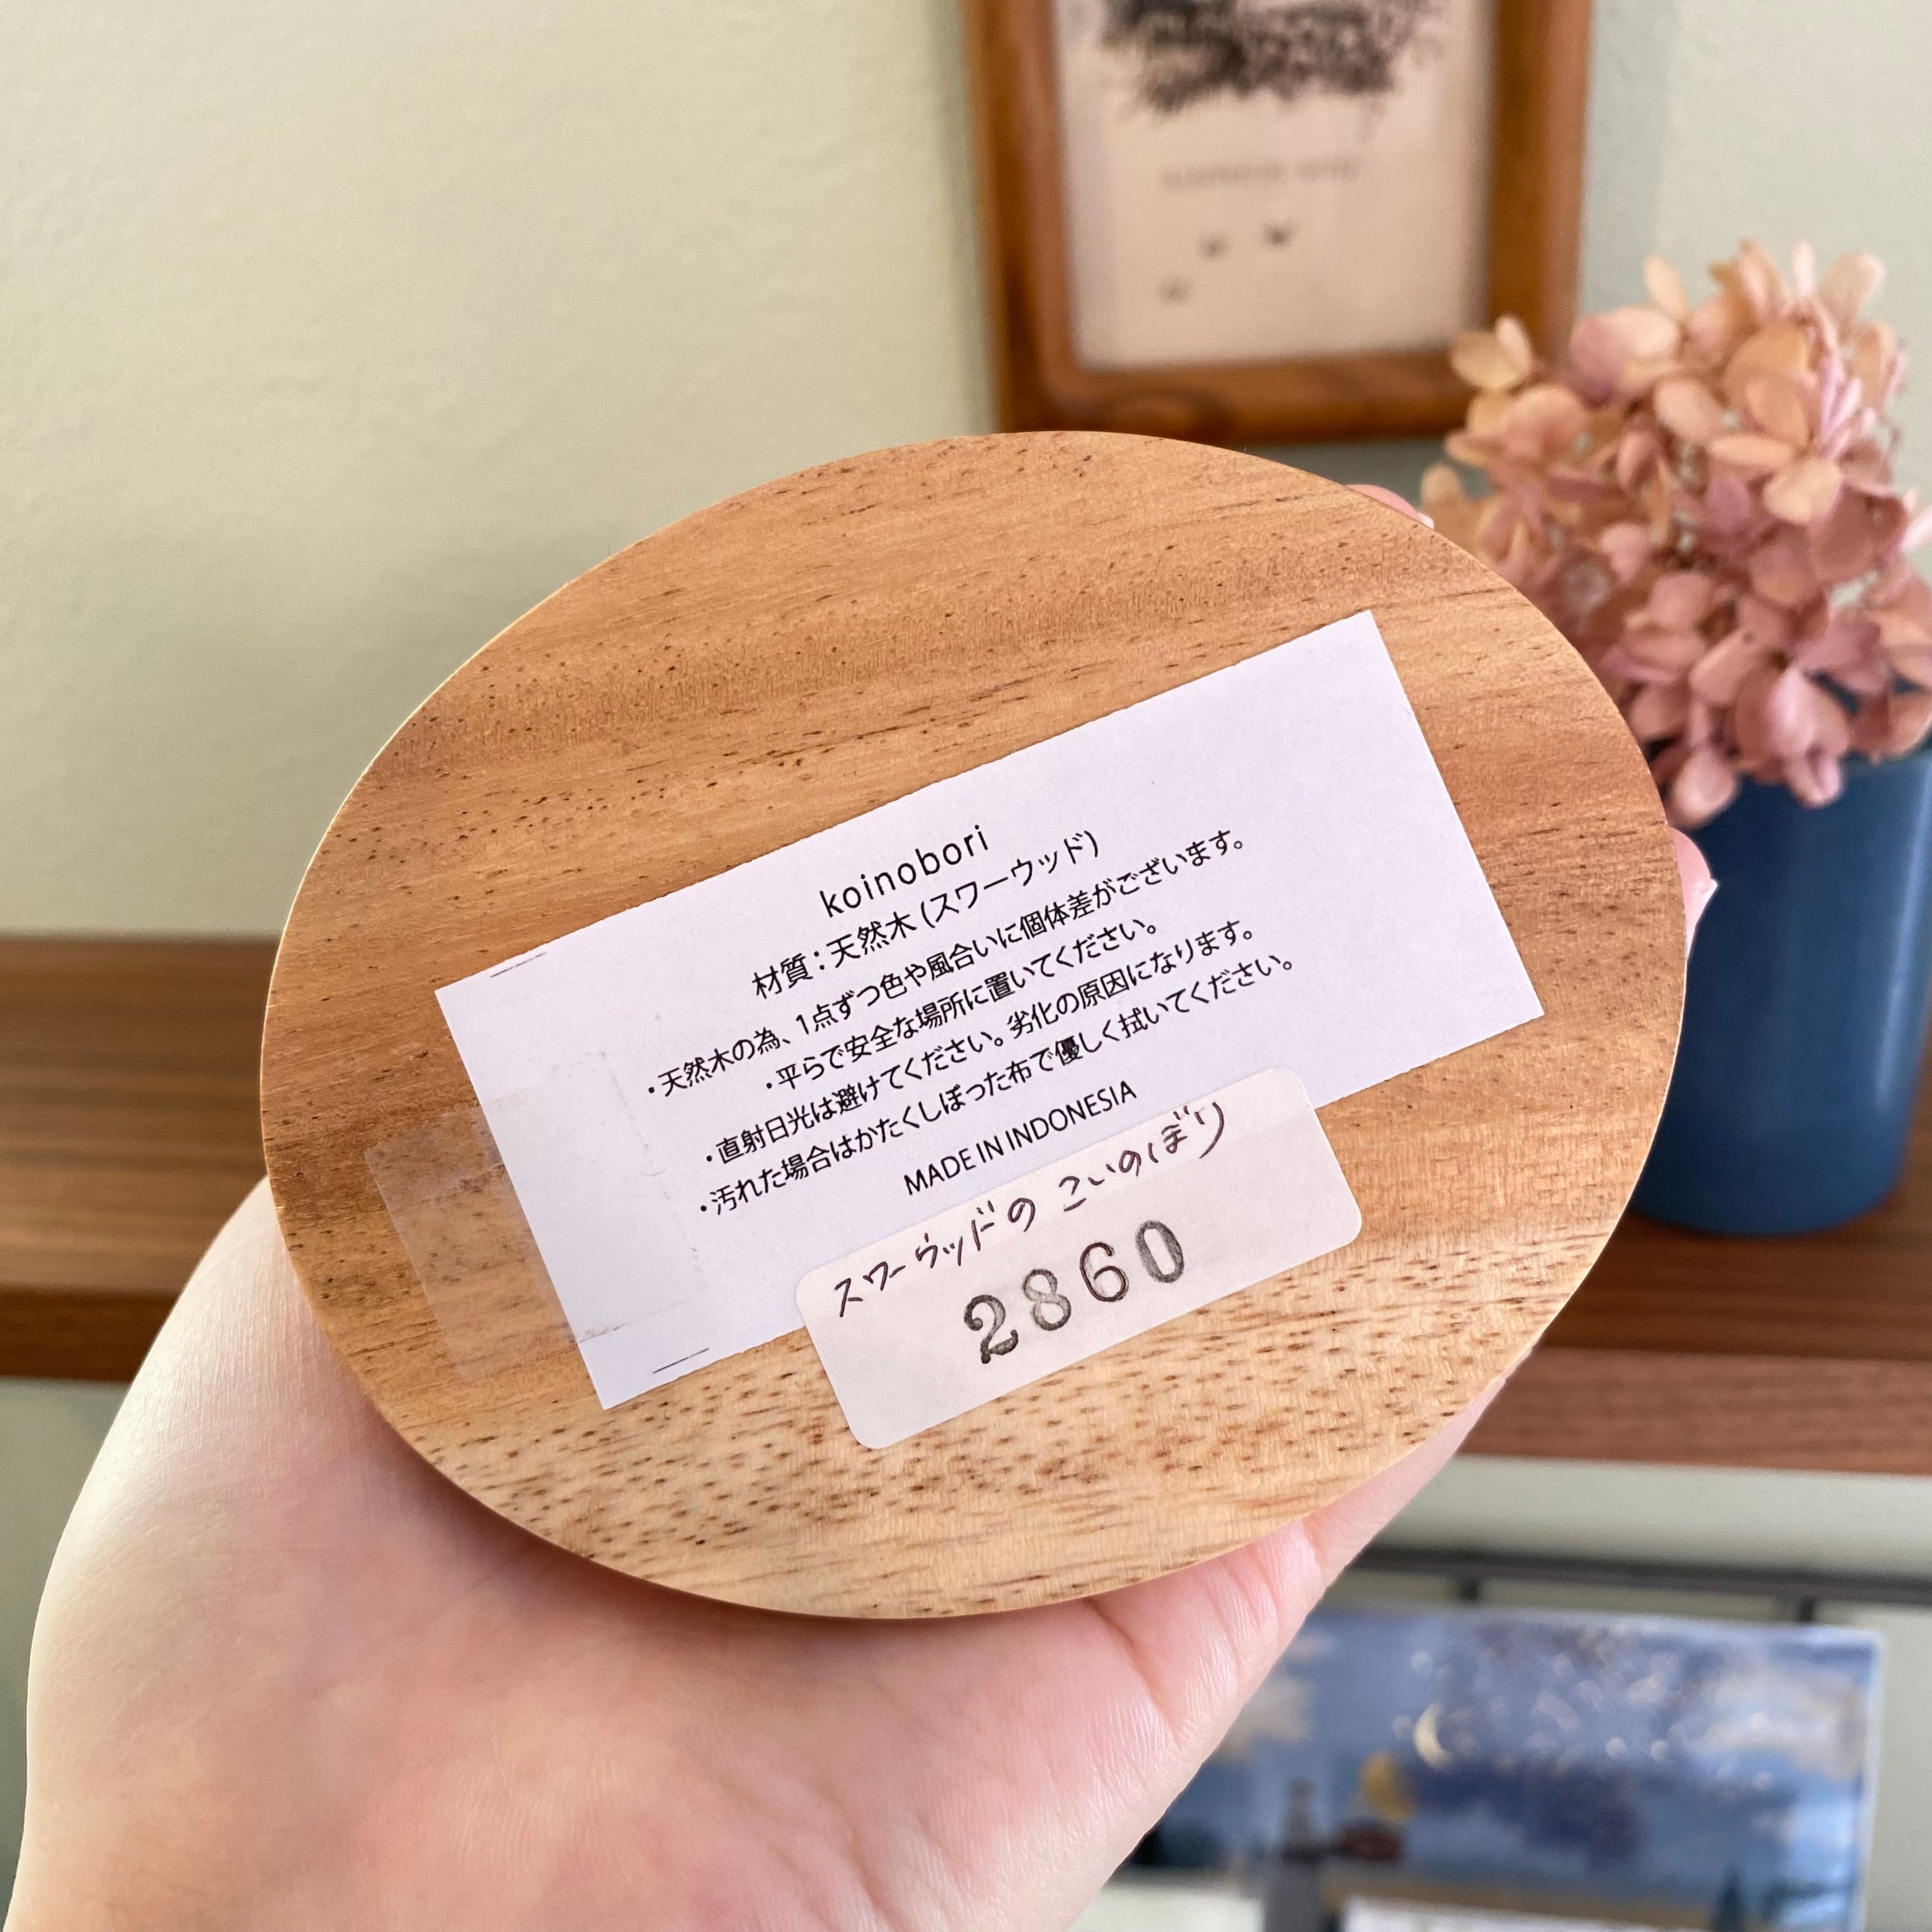 koinobori
材質：天然木(スワーウッド)
・天然木の為、1点ずつ色や風合いに個体差がございます。
・平らで安全な場所に置いてください。
・直射日光は避けてください。劣化の原因になります。
・汚れた場合はかたくしぼった布で優しく拭いてください。
MADE IN INDONESIA
スワーウッドの こいのぼり
2860